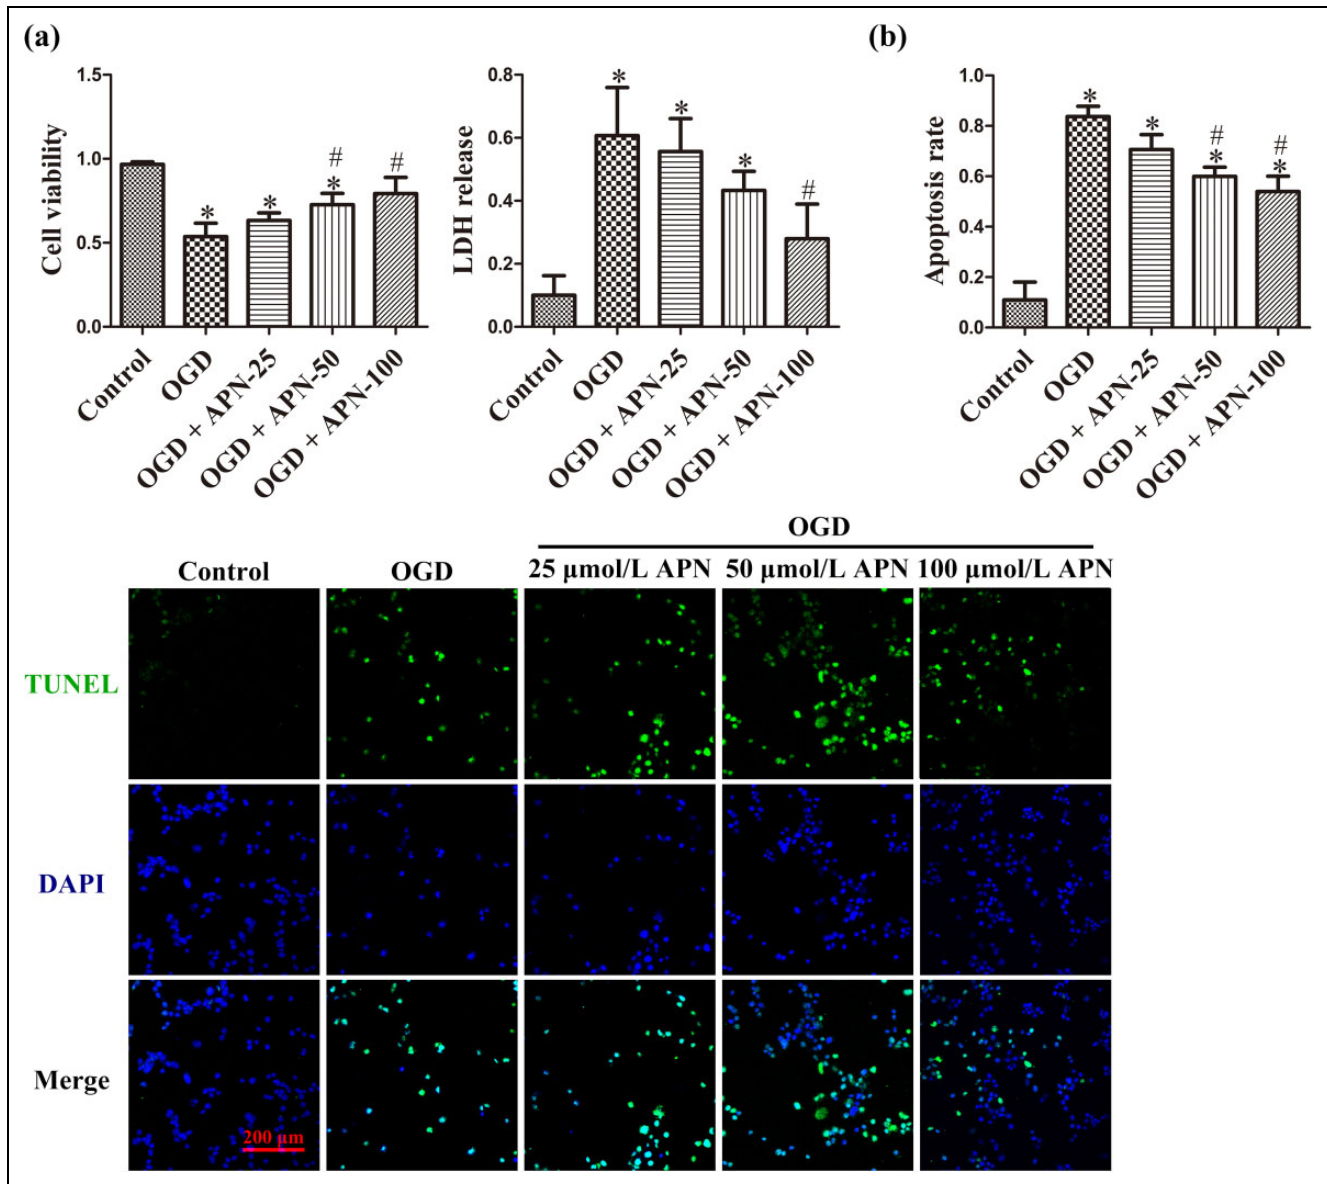 (a)
Cell viability
1.5
1.0
0.5
0.0
*
*
#
*
#
Control
OGD
OGD + APN-25
OGD + APN-50
OGD + APN-100
LDH release
0.8
0.6
0.4
0.2
0.0
*
*
*
#
Control
OGD
OGD + APN-25
OGD + APN-50
OGD + APN-100
(b)
Apoptosis rate
1.0
0.8
0.6
0.4
0.2
0.0
*
*
#
*
#
*
Control
OGD
OGD + APN-25
OGD + APN-50
OGD + APN-100
OGD
Control OGD 25 μmol/L APN 50 μmol/L APN 100 μmol/L APN
TUNEL
DAPI
Merge
200 μm